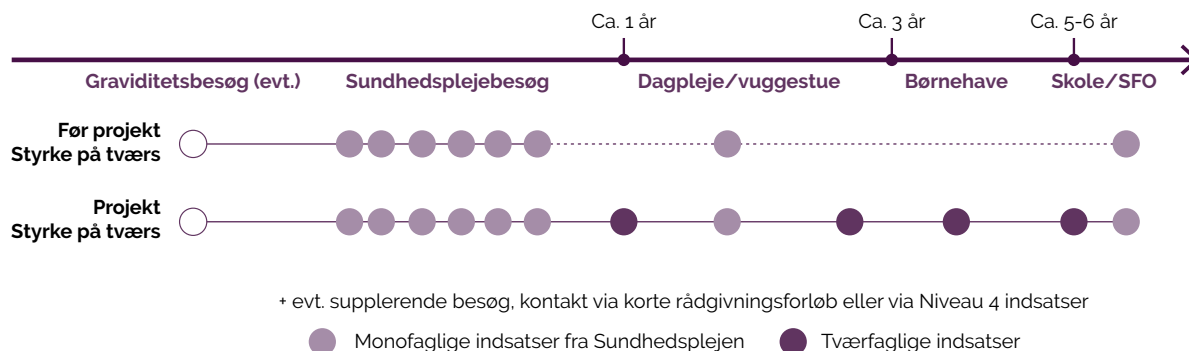 Ca. 1 år
Ca. 3 år
Ca. 5-6 år
Graviditetsbesøg (evt.)
Sundhedsplejebesøg
Dagpleje/vuggestue
Børnehave
Skole/SFO
Før projekt
Styrke på tværs
Projekt
Styrke på tværs
+ evt. supplerende besøg, kontakt via korte rådgivningsforløb eller via Niveau 4 indsatser
Monofaglige indsatser fra Sundhedsplejen
Tværfaglige indsatser